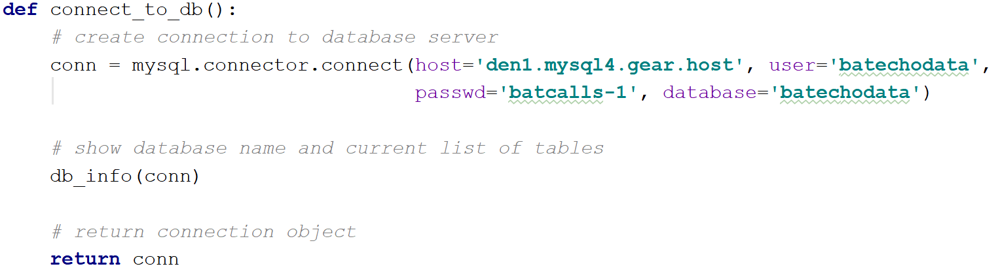 def connect_to_db():
# create connection to database server
conn = mysql.connector.connect(host='den1.mysql4.gear.host', user='batechodata',
passwd='batcalls-1', database='batechodata')
# show database name and current list of tables
db_info(conn)
# return connection object
return conn